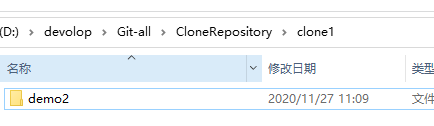 (D:) > devolop > Git-all > CloneRepository > clone1
名称 修改日期 类型
demo2 2020/11/27 11:09 文件